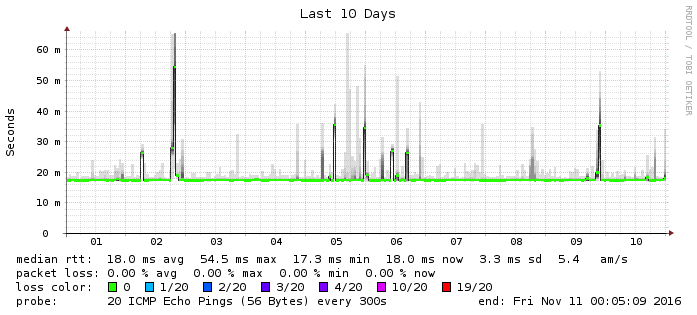 Last 10 Days
RRDTOOL / TOBI OETIKER
Seconds
60 m
50 m
40 m
30 m
20 m
10 m
0
01 02 03 04 05 06 07 08 09 10
median rtt: 18.0 ms avg 54.5 ms max 17.3 ms min 18.0 ms now 3.3 ms sd 5.4 am/s
packet loss: 0.00 % avg 0.00 % max 0.00 % min 0.00 % now
loss color: 0 1/20 2/20 3/20 4/20 10/20 19/20
probe: 20 ICMP Echo Pings (56 Bytes) every 300s end: Fri Nov 11 00:05:09 2016